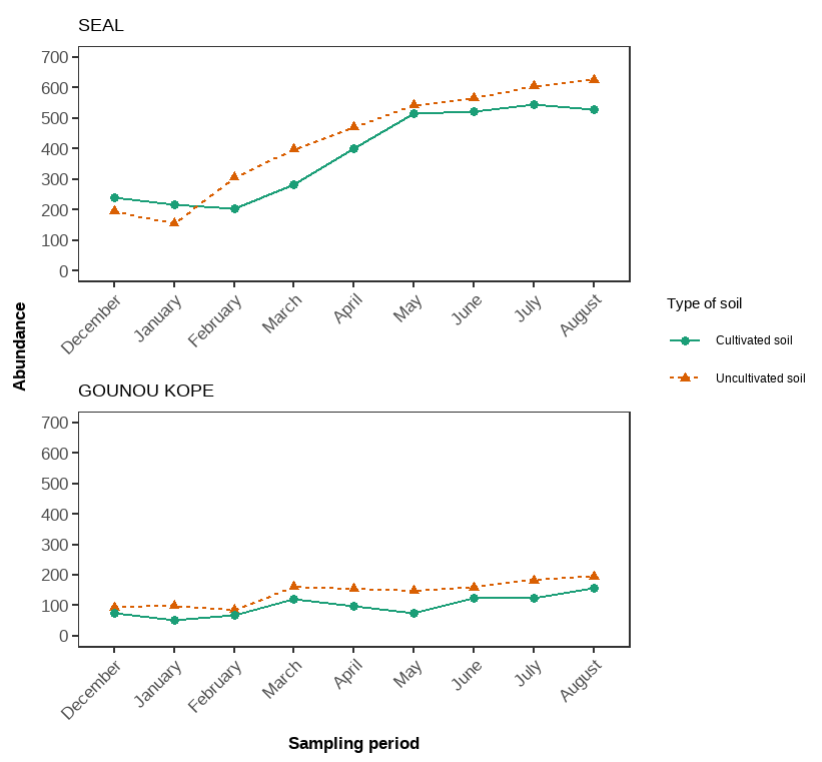 SEAL
700
600
500
400
300
200
100
0
December
January
February
March
April
May
June
July
August
Abundance
Type of soil
Cultivated soil
Uncultivated soil
GOUNOU KOPE
700
600
500
400
300
200
100
0
December
January
February
March
April
May
June
July
August
Sampling period